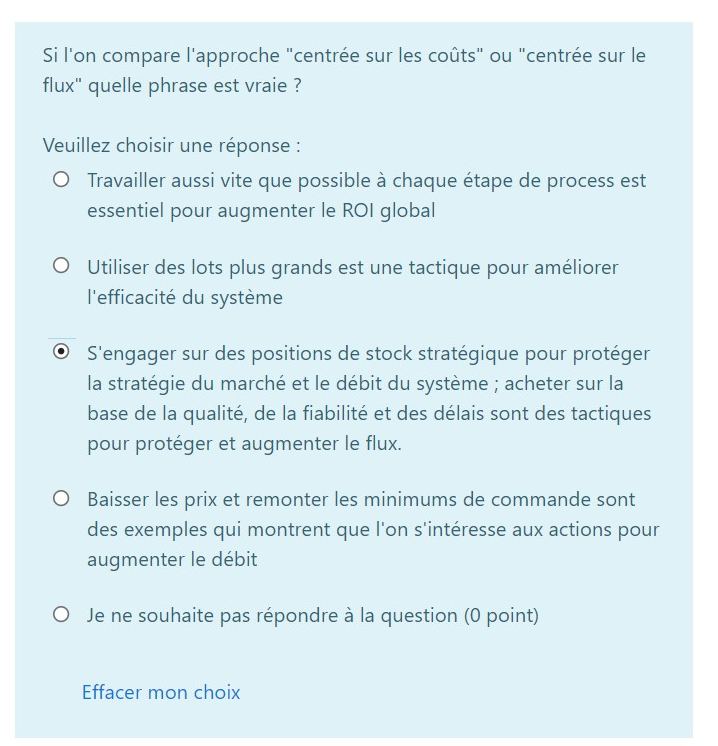 Si l'on compare l'approche "centrée sur les coûts" ou "centrée sur le
flux" quelle phrase est vraie ?
Veuillez choisir une réponse :
Travailler aussi vite que possible à chaque étape de process est
essentiel pour augmenter le ROI global
Utiliser des lots plus grands est une tactique pour améliorer
l'efficacité du système
S'engager sur des positions de stock stratégique pour protéger
la stratégie du marché et le débit du système ; acheter sur la
base de la qualité, de la fiabilité et des délais sont des tactiques
pour protéger et augmenter le flux.
Baisser les prix et remonter les minimums de commande sont
des exemples qui montrent que l'on s'intéresse aux actions pour
augmenter le débit
Je ne souhaite pas répondre à la question (0 point)
Effacer mon choix